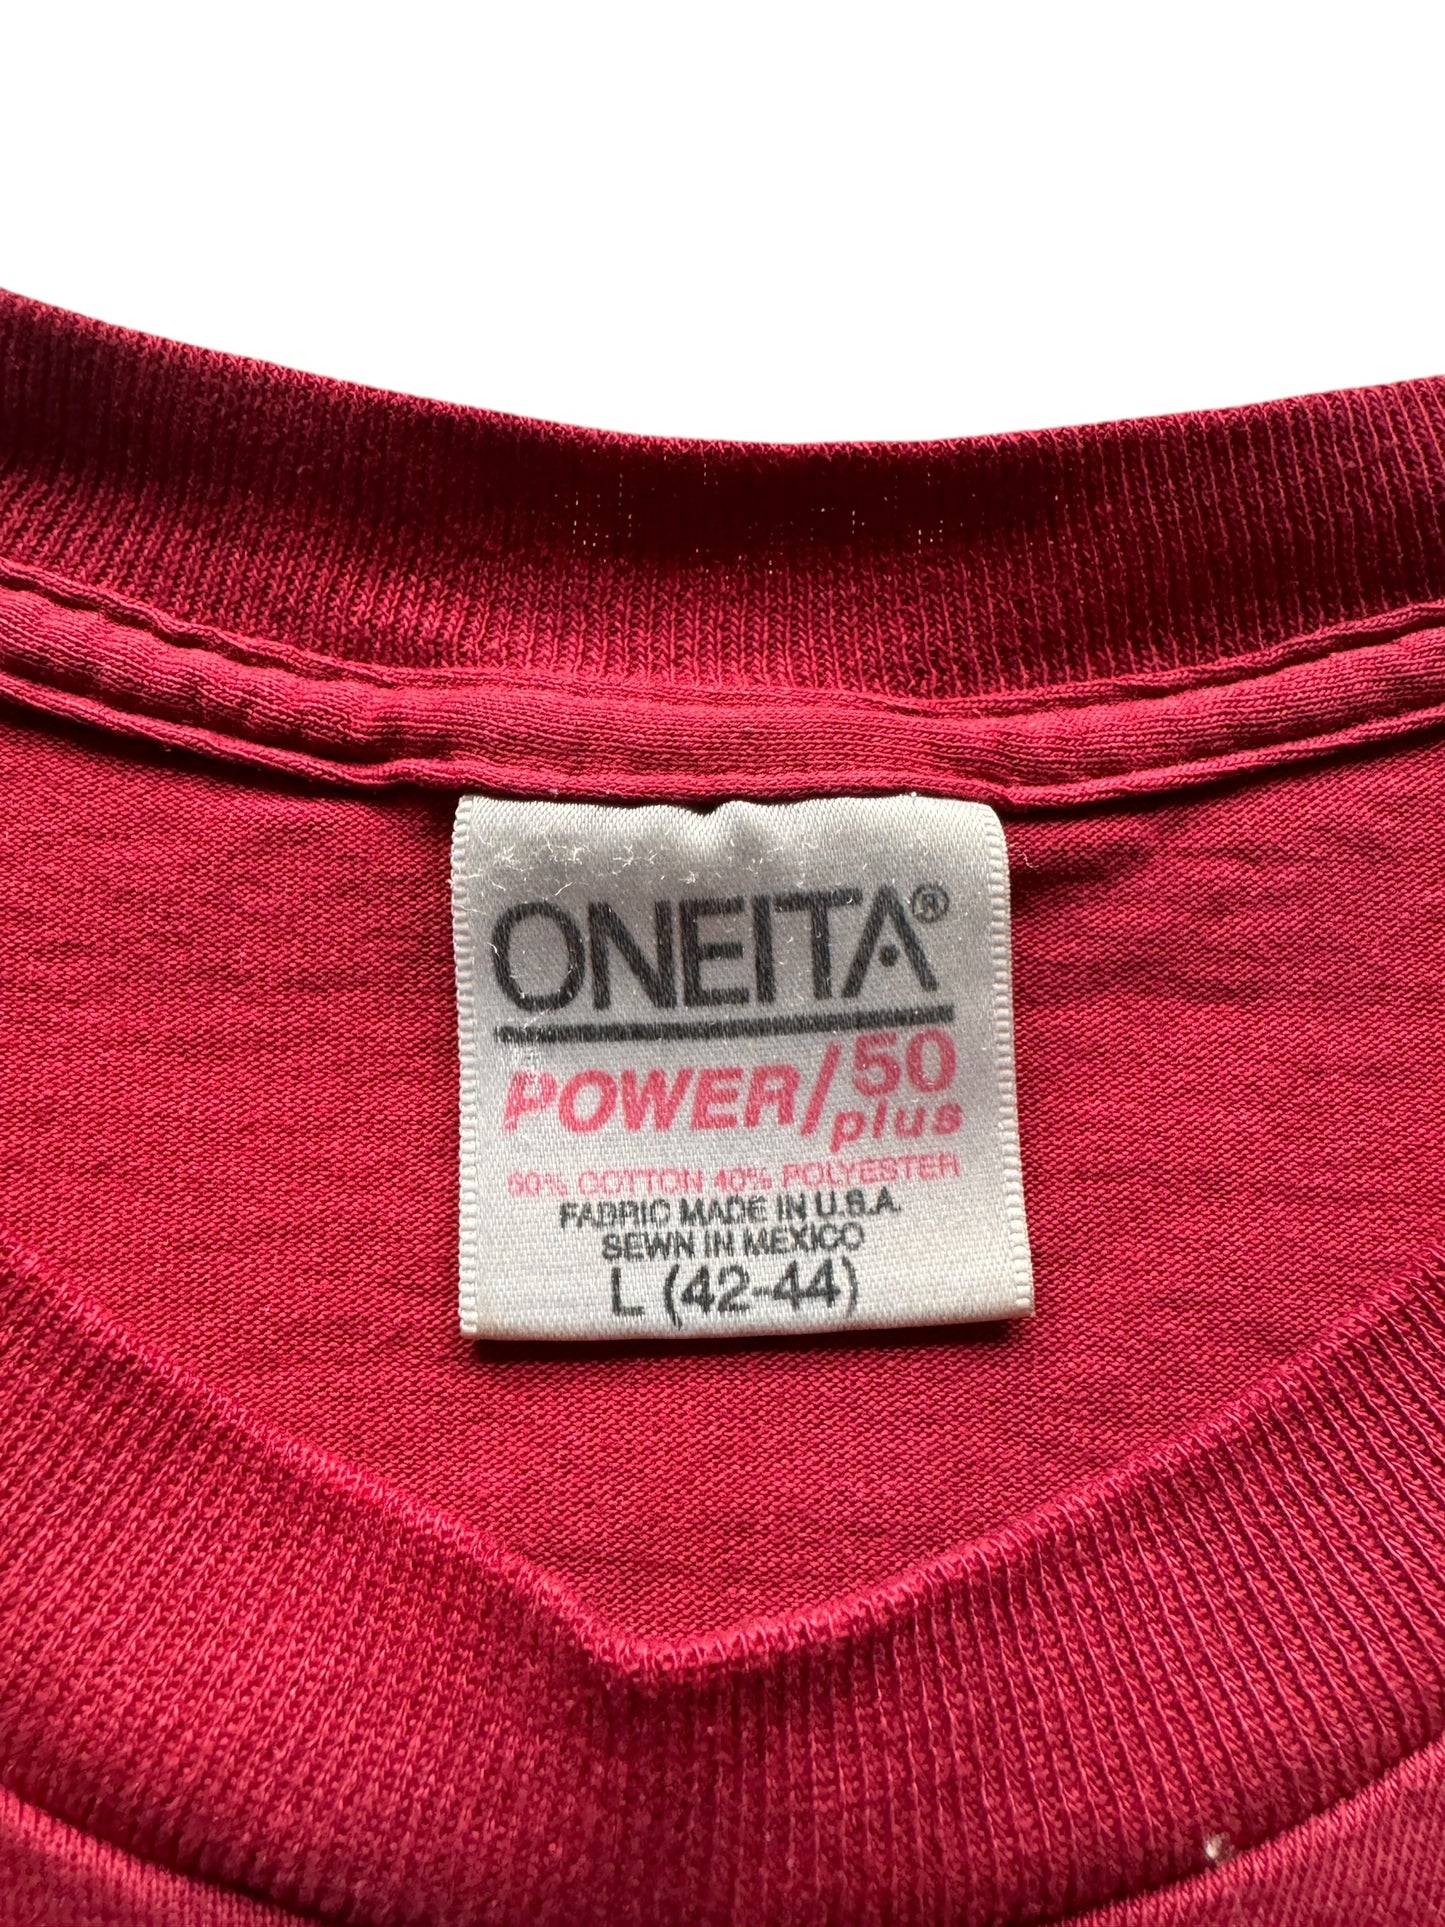 ONEITA®
POWER/50
plus
60% COTTON 40% POLYESTER
FABRIC MADE IN U.S.A.
SEWN IN MEXICO
L (42-44)